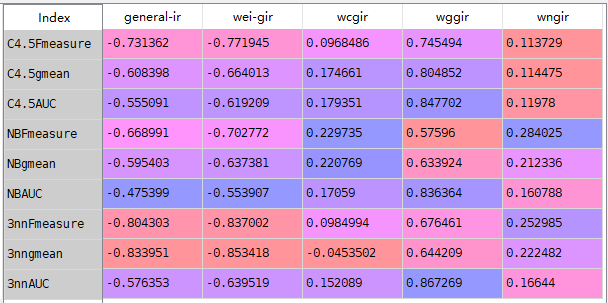 Index general-ir wei-gir wcgir wggir wngir
C4.5Fmeasure -0.731362 -0.771945 0.0968486 0.745494 0.113729
C4.5gmean -0.608398 -0.664013 0.174661 0.804852 0.114475
C4.5AUC -0.555091 -0.619209 0.179351 0.847702 0.11978
NBFmeasure -0.668991 -0.702772 0.229735 0.57596 0.284025
NBgmean -0.595403 -0.637381 0.220769 0.633924 0.212336
NBAUC -0.475399 -0.553907 0.17059 0.836364 0.160788
3nnFmeasure -0.804303 -0.837002 0.0984994 0.676461 0.252985
3nngmean -0.833951 -0.853418 -0.0453502 0.644209 0.222482
3nnAUC -0.576353 -0.639519 0.152089 0.867269 0.16644